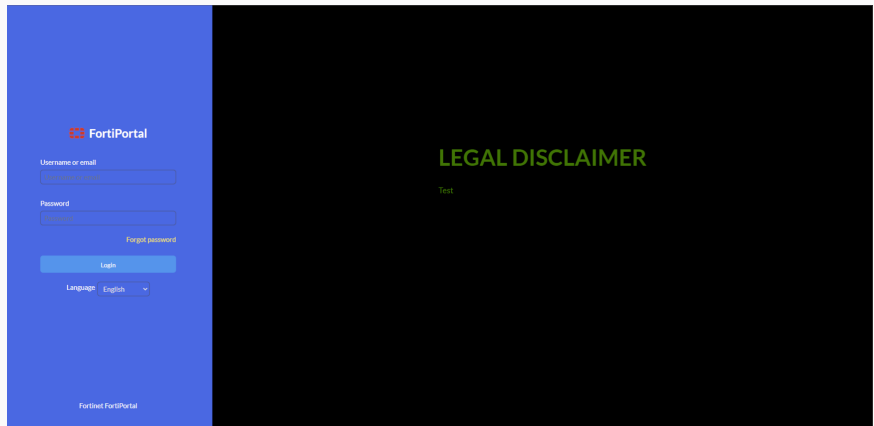 FortiPortal
Username or email
Password
Forgot password
Login
Language English
Fortinet FortiPortal
LEGAL DISCLAIMER
Test